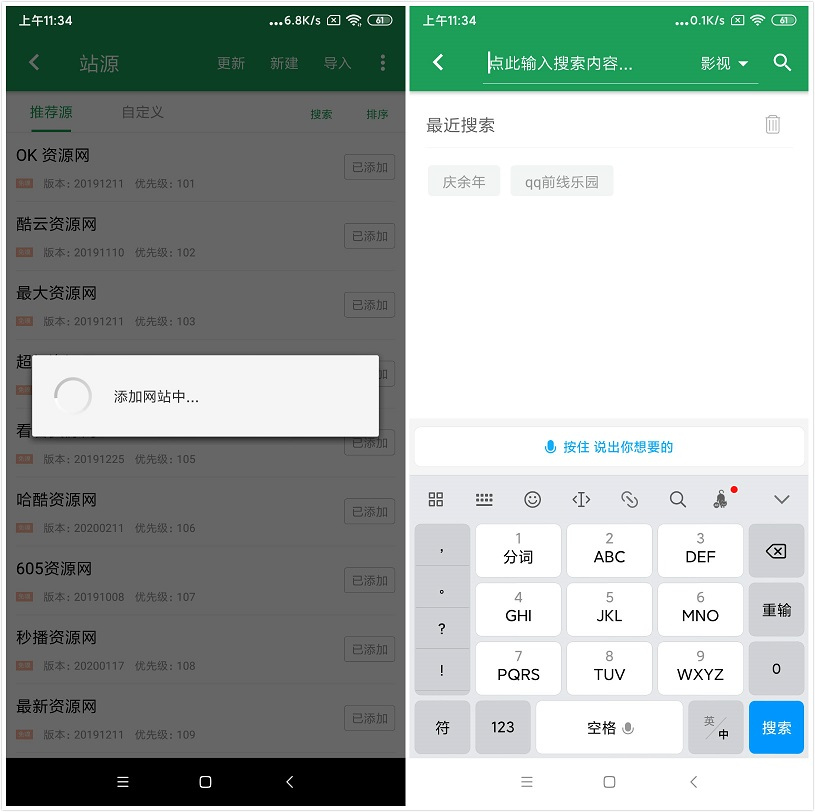 上午11:34
...6.8K/s
61
站源
更新
新建
导入
推荐源
自定义
搜索
排序
OK 资源网
版本: 20191211 优先级: 101
已添加
酷云资源网
版本: 20191110 优先级: 102
已添加
最大资源网
版本: 20191211 优先级: 103
已添加
超
加
添加网站中...
看
版本: 20191225 优先级: 105
已添加
哈酷资源网
版本: 20200211 优先级: 106
已添加
605资源网
版本: 20191008 优先级: 107
已添加
秒播资源网
版本: 20200117 优先级: 108
已添加
最新资源网
版本: 20191211 优先级: 109
已添加
上午11:34
...0.1K/s
61
点此输入搜索内容...
影视
最近搜索
庆余年
qq前线乐园
按住 说出你想要的
,
。
?
!
1
分词
2
ABC
3
DEF
4
GHI
5
JKL
6
MNO
重输
7
PQRS
8
TUV
9
WXYZ
0
符
123
空格
英/中
搜索